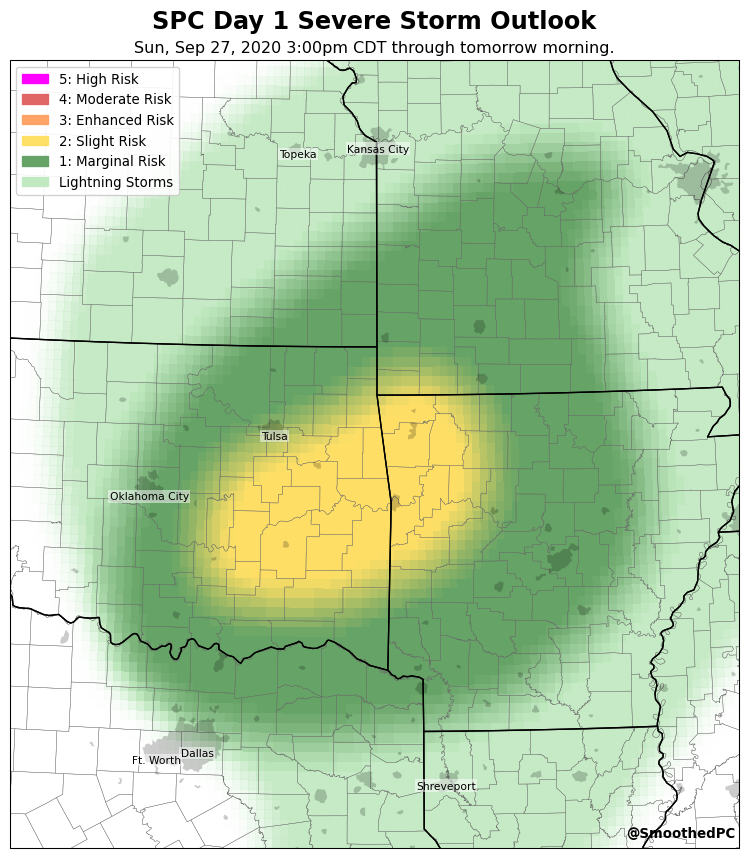 SPC Day 1 Severe Storm Outlook
Sun, Sep 27, 2020 3:00pm CDT through tomorrow morning.
5: High Risk
4: Moderate Risk
3: Enhanced Risk
2: Slight Risk
1: Marginal Risk
Lightning Storms
Topeka
Kansas City
Tulsa
Oklahoma City
Dallas
Ft. Worth
Shreveport
@SmoothedPC